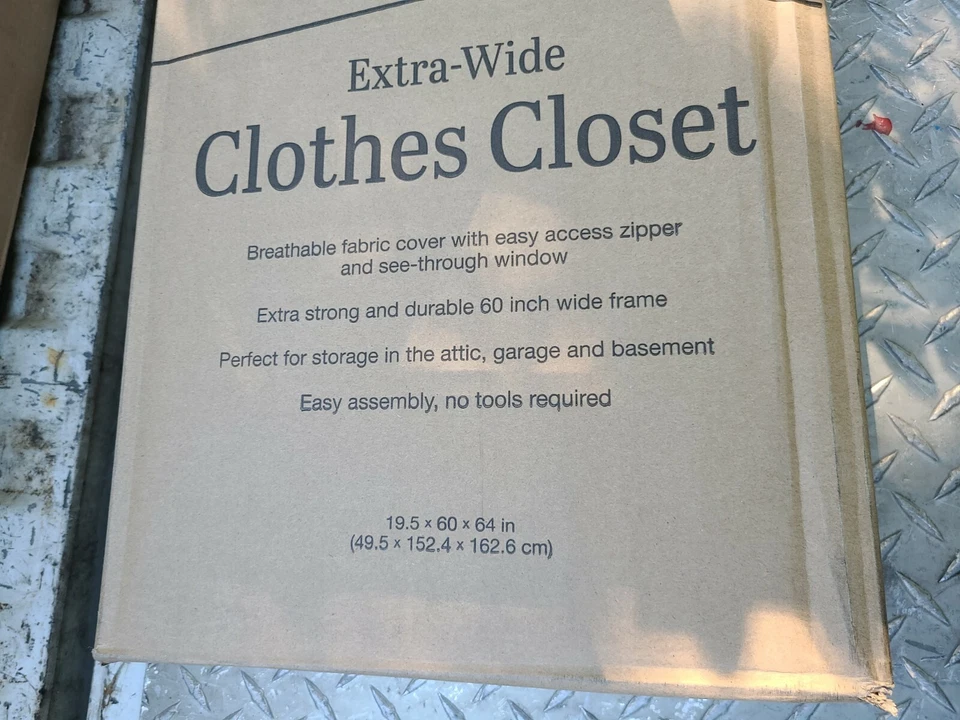 Extra-Wide
Clothes Closet
Breathable fabric cover with easy access zipper
and see-through window
Extra strong and durable 60 inch wide frame
Perfect for storage in the attic, garage and basement
Easy assembly, no tools required
19.5 x 60 x 64 in
(49.5 x 152.4 x 162.6 cm)